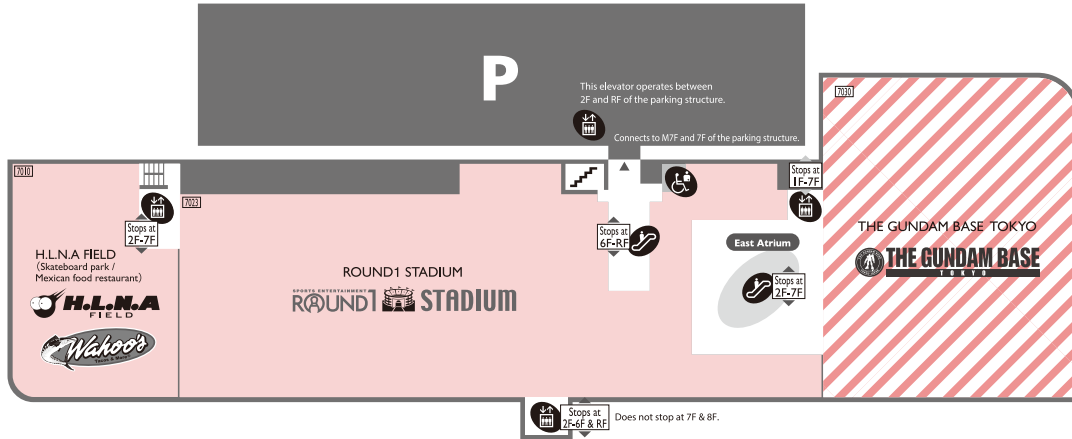 P
This elevator operates between
2F and RF of the parking structure.
Connects to M7F and 7F of the parking structure.
7010
7023
7030
Stops at
2F-7F
Stops at
6F-RF
Stops at
1F-7F
East Atrium
Stops at
2F-7F
H.L.N.A FIELD
(Skateboard park /
Mexican food restaurant)
H.L.N.A
FIELD
Wahoo's
ROUND1 STADIUM
SPORTS ENTERTAINMENT
ROUND1 STADIUM
THE GUNDAM BASE TOKYO
THE GUNDAM BASE
TOKYO
Stops at
2F-6F & RF
Does not stop at 7F & 8F.